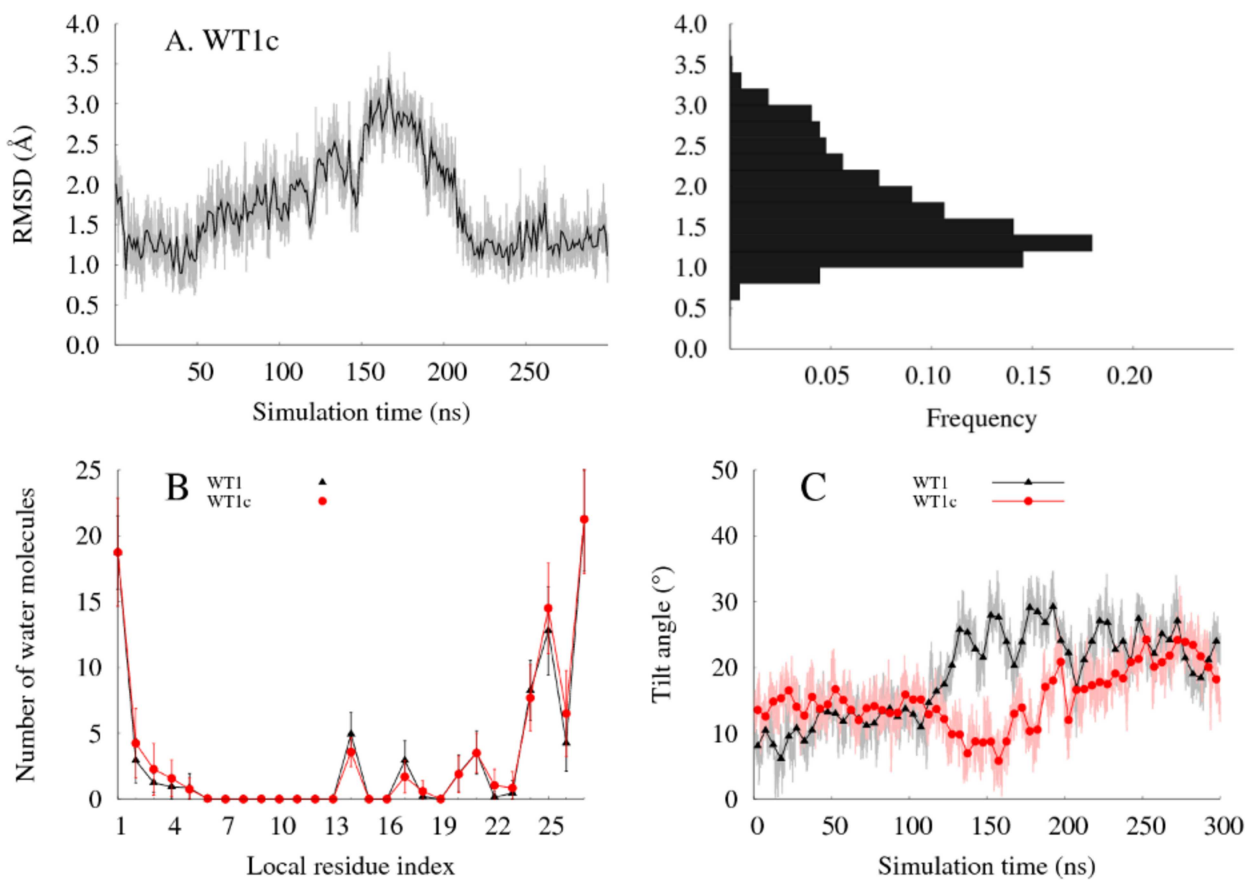 A. WT1c
4.0
3.5
3.0
2.5
2.0
1.5
1.0
0.5
0.0
RMSD (Å)
50 100 150 200 250
Simulation time (ns)
4.0
3.5
3.0
2.5
2.0
1.5
1.0
0.5
0.0
0.05 0.10 0.15 0.20
Frequency
B
WT1
WT1c
25
20
15
10
5
0
Number of water molecules
1 4 7 10 13 16 19 22 25
Local residue index
C
WT1
WT1c
50
40
30
20
10
0
Tilt angle (°)
0 50 100 150 200 250 300
Simulation time (ns)